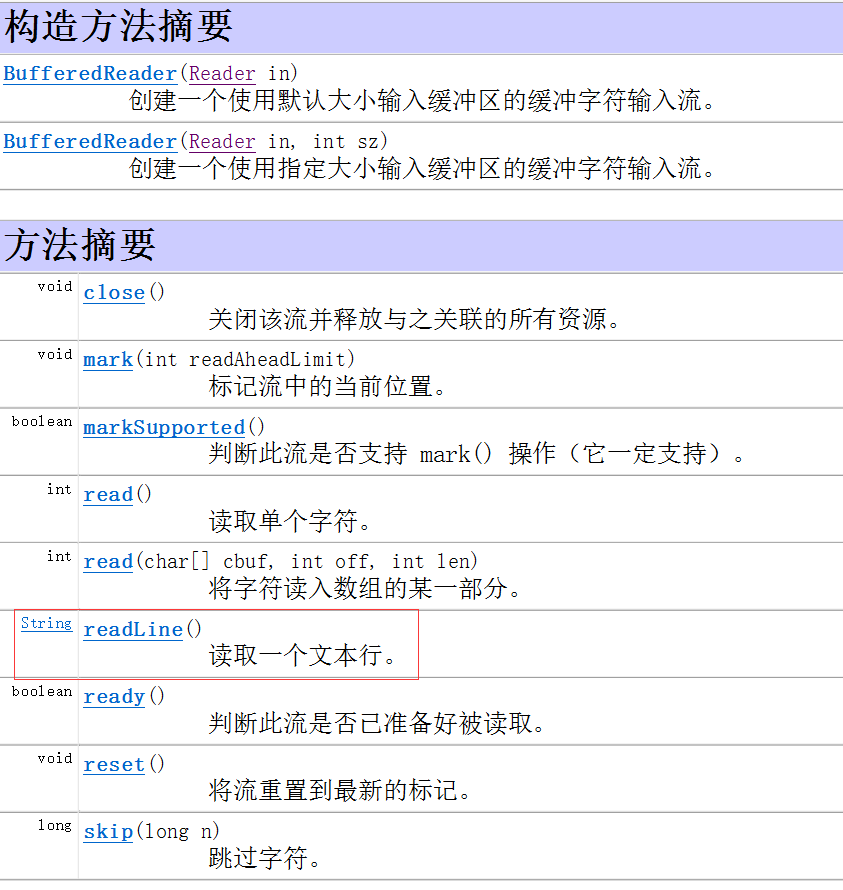 构造方法摘要
BufferedReader(Reader in)
创建一个使用默认大小输入缓冲区的缓冲字符输入流。
BufferedReader(Reader in, int sz)
创建一个使用指定大小输入缓冲区的缓冲字符输入流。
方法摘要
void close()
关闭该流并释放与之关联的所有资源。
void mark(int readAheadLimit)
标记流中的当前位置。
boolean markSupported()
判断此流是否支持 mark() 操作（它一定支持）。
int read()
读取单个字符。
int read(char[] cbuf, int off, int len)
将字符读入数组的某一部分。
String readLine()
读取一个文本行。
boolean ready()
判断此流是否已准备好被读取。
void reset()
将流重置到最新的标记。
long skip(long n)
跳过字符。